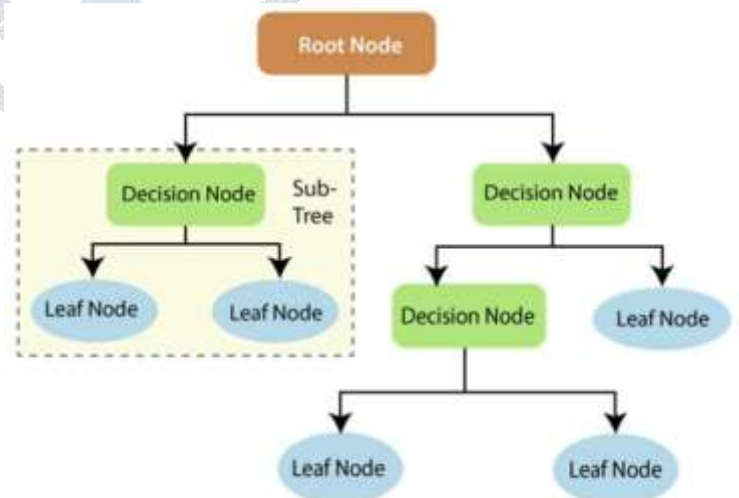 Root Node
Decision Node
Sub-
Tree
Decision Node
Leaf Node
Leaf Node
Decision Node
Leaf Node
Leaf Node
Leaf Node